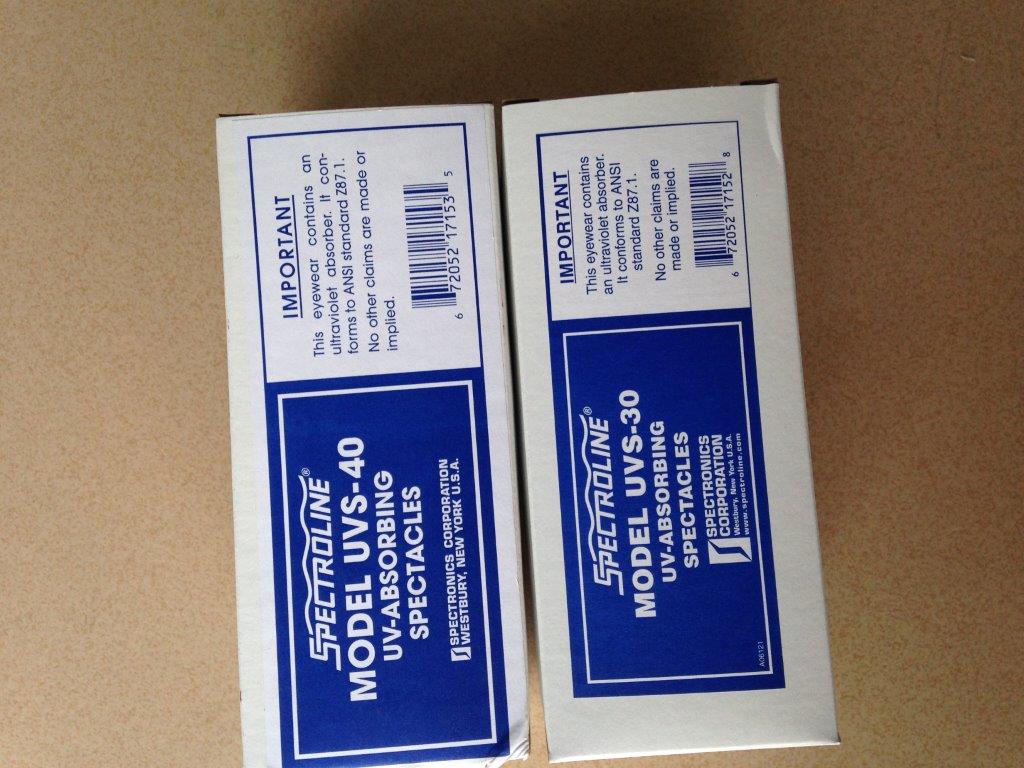 SPECTROLINE®
MODEL UVS-40
UV-ABSORBING
SPECTACLES
SPECTRONICS CORPORATION
WESTBURY, NEW YORK U.S.A.
IMPORTANT
This eyewear contains an
ultraviolet absorber. It con-
forms to ANSI standard Z87.1.
No other claims are made or
implied.
6 72052 17153 5
SPECTROLINE®
MODEL UVS-30
UV-ABSORBING
SPECTACLES
SPECTRONICS
CORPORATION
Westbury, New York U.S.A.
www.spectroline.com
A06121
IMPORTANT
This eyewear contains
an ultraviolet absorber.
It conforms to ANSI
standard Z87.1.
No other claims are
made or implied.
6 72052 17152 8